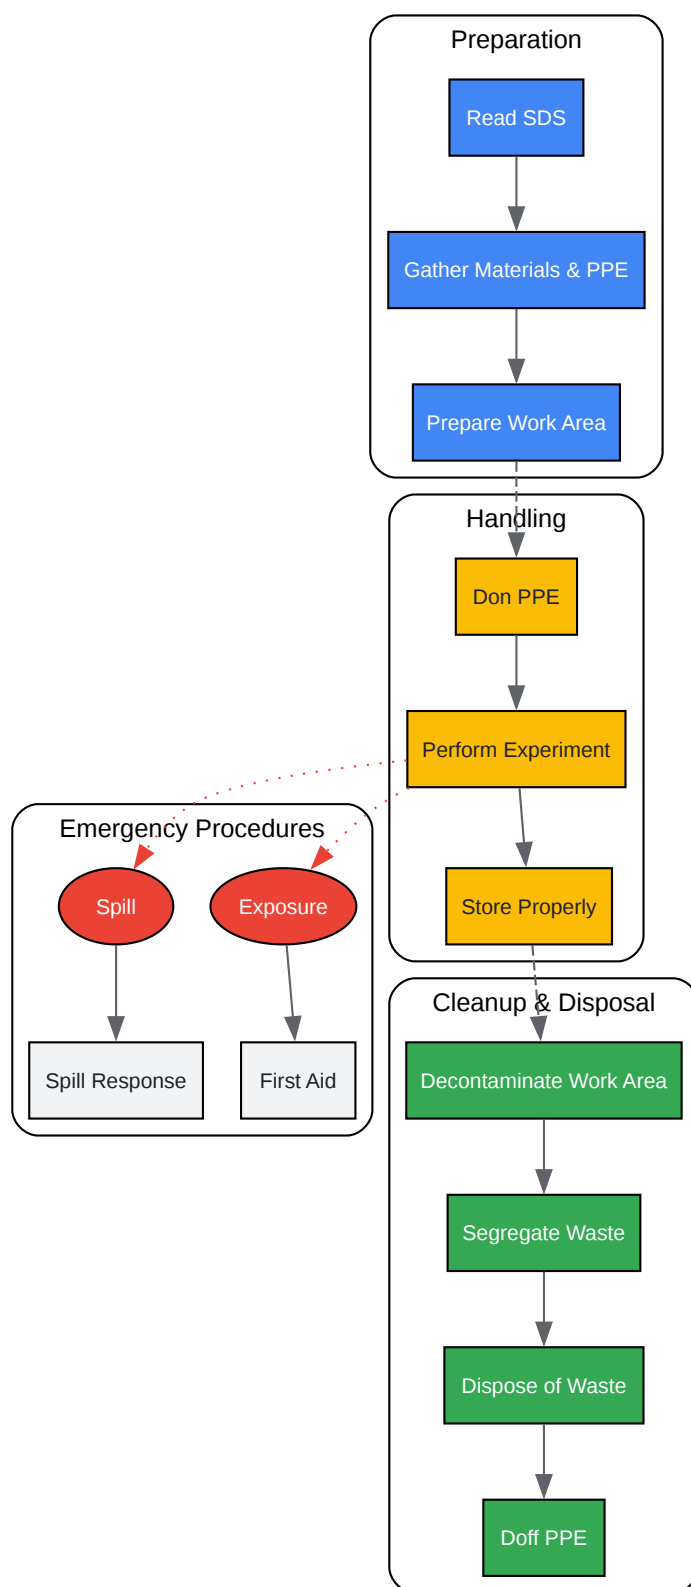 Preparation
Read SDS
Gather Materials & PPE
Prepare Work Area
Handling
Don PPE
Perform Experiment
Store Properly
Emergency Procedures
Spill
Exposure
Spill Response
First Aid
Cleanup & Disposal
Decontaminate Work Area
Segregate Waste
Dispose of Waste
Doff PPE